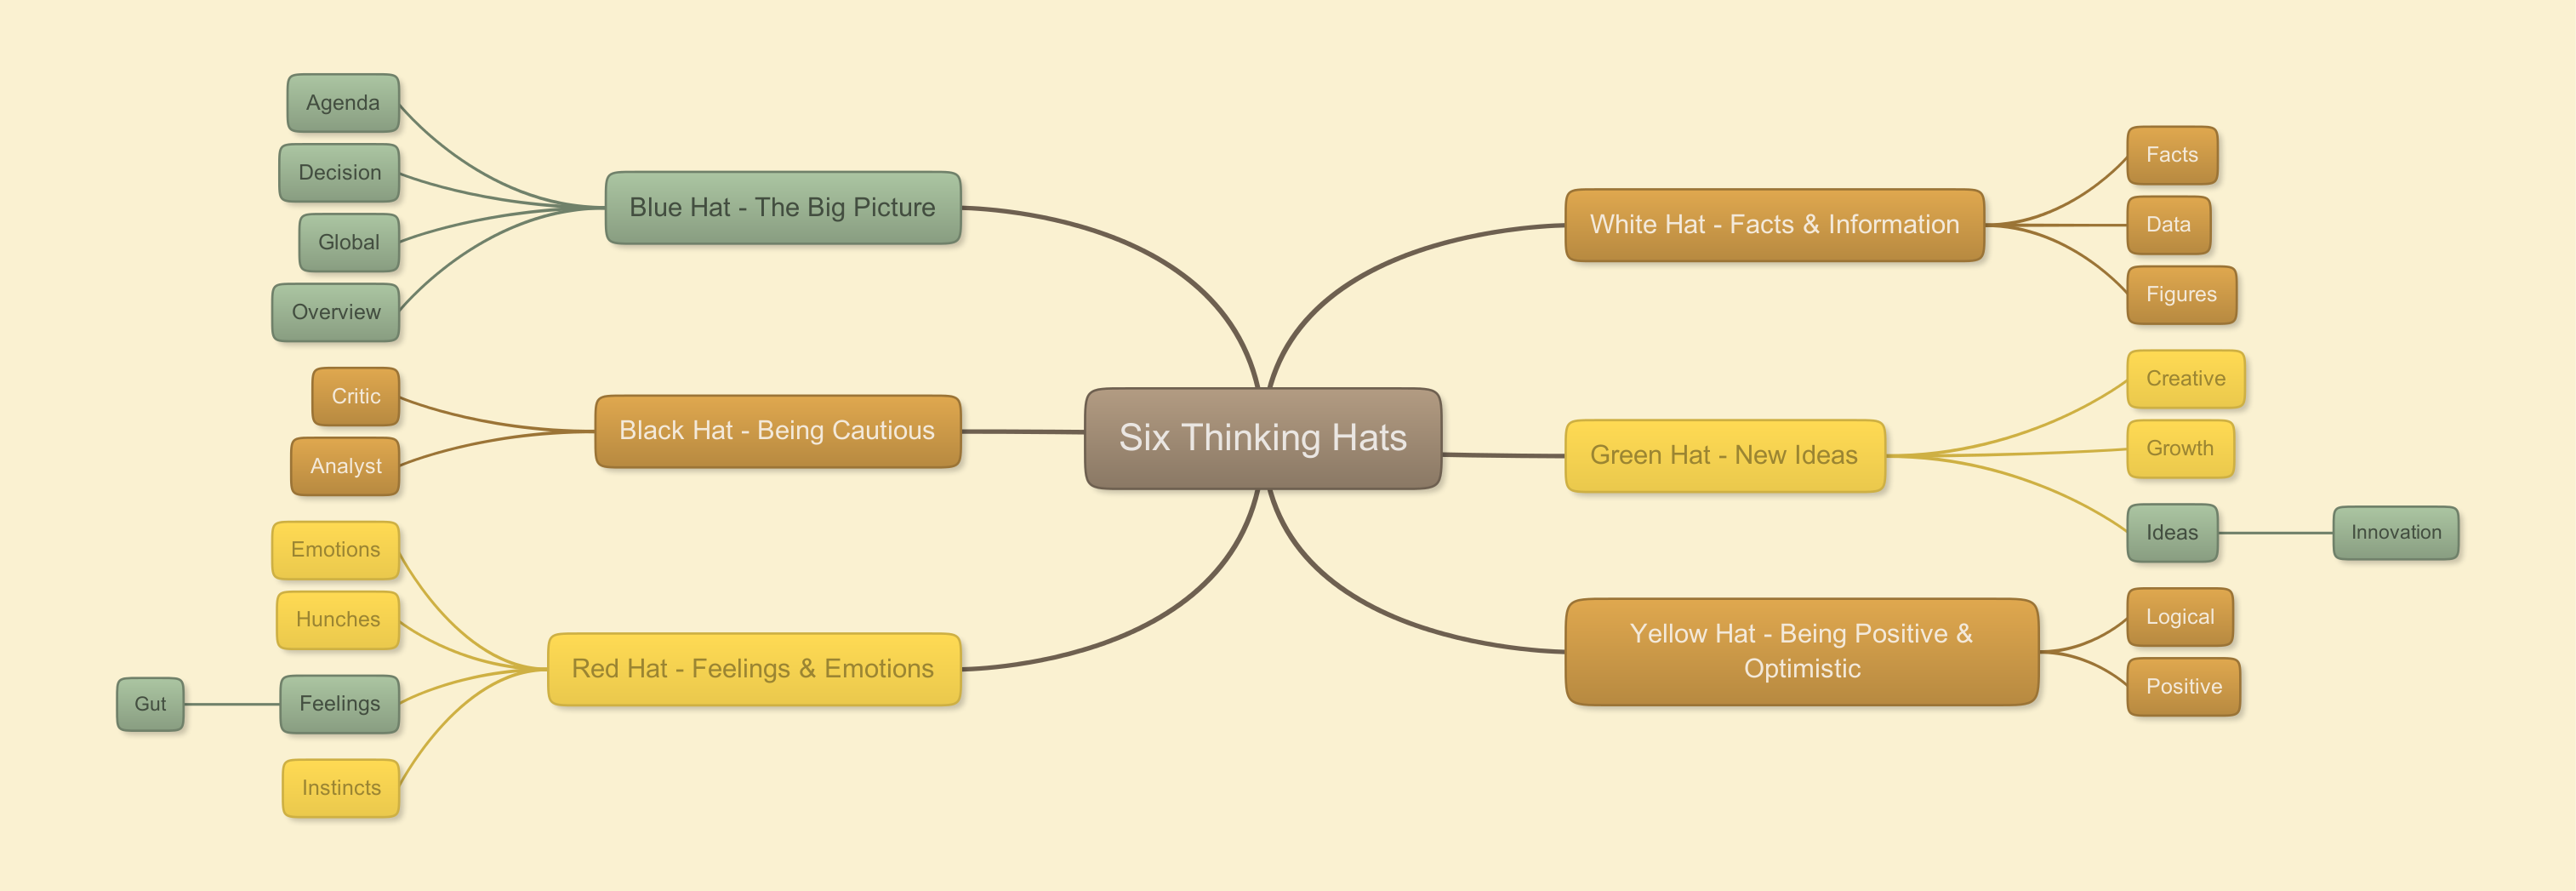 Six Thinking Hats
Blue Hat - The Big Picture
Agenda
Decision
Global
Overview
Black Hat - Being Cautious
Critic
Analyst
Red Hat - Feelings & Emotions
Emotions
Hunches
Feelings
Gut
Instincts
White Hat - Facts & Information
Facts
Data
Figures
Green Hat - New Ideas
Creative
Growth
Ideas
Innovation
Yellow Hat - Being Positive &
Optimistic
Logical
Positive